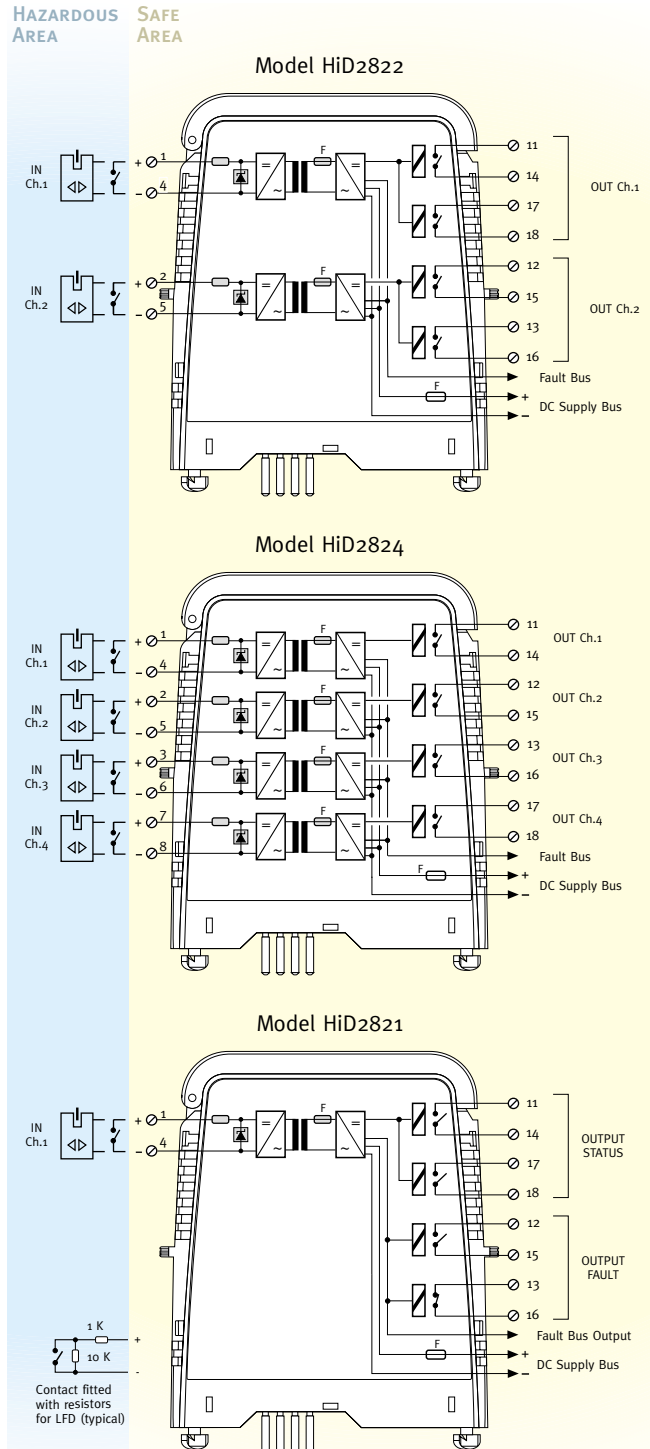 HAZARDOUS AREA
SAFE AREA
Model HiD2822
IN Ch.1
+ 1
- 4
F
11
14
17
18
OUT Ch.1
IN Ch.2
+ 2
- 5
F
12
15
13
16
OUT Ch.2
Fault Bus
F
+
-
DC Supply Bus
Model HiD2824
IN Ch.1
+ 1
- 4
F
11
14
OUT Ch.1
IN Ch.2
+ 2
- 5
F
12
15
OUT Ch.2
IN Ch.3
+ 3
- 6
F
13
16
OUT Ch.3
IN Ch.4
+ 7
- 8
F
17
18
OUT Ch.4
Fault Bus
F
+
-
DC Supply Bus
Model HiD2821
IN Ch.1
+ 1
- 4
F
11
14
17
18
OUTPUT STATUS
12
15
13
16
OUTPUT FAULT
Fault Bus Output
F
+
-
DC Supply Bus
1 K
10 K
+
-
Contact fitted
with resistors
for LFD (typical)